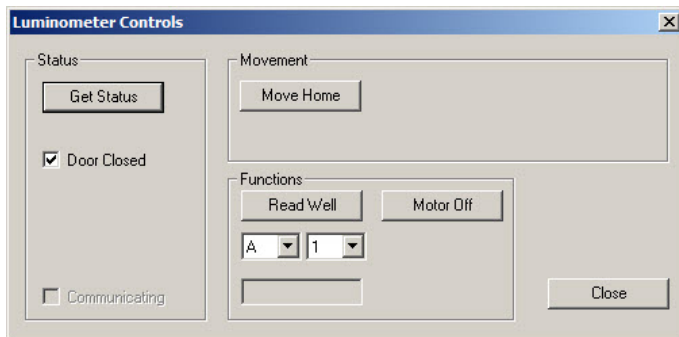 Luminometer Controls
Status
Get Status
Door Closed
Communicating
Movement
Move Home
Functions
Read Well
Motor Off
A
1
Close